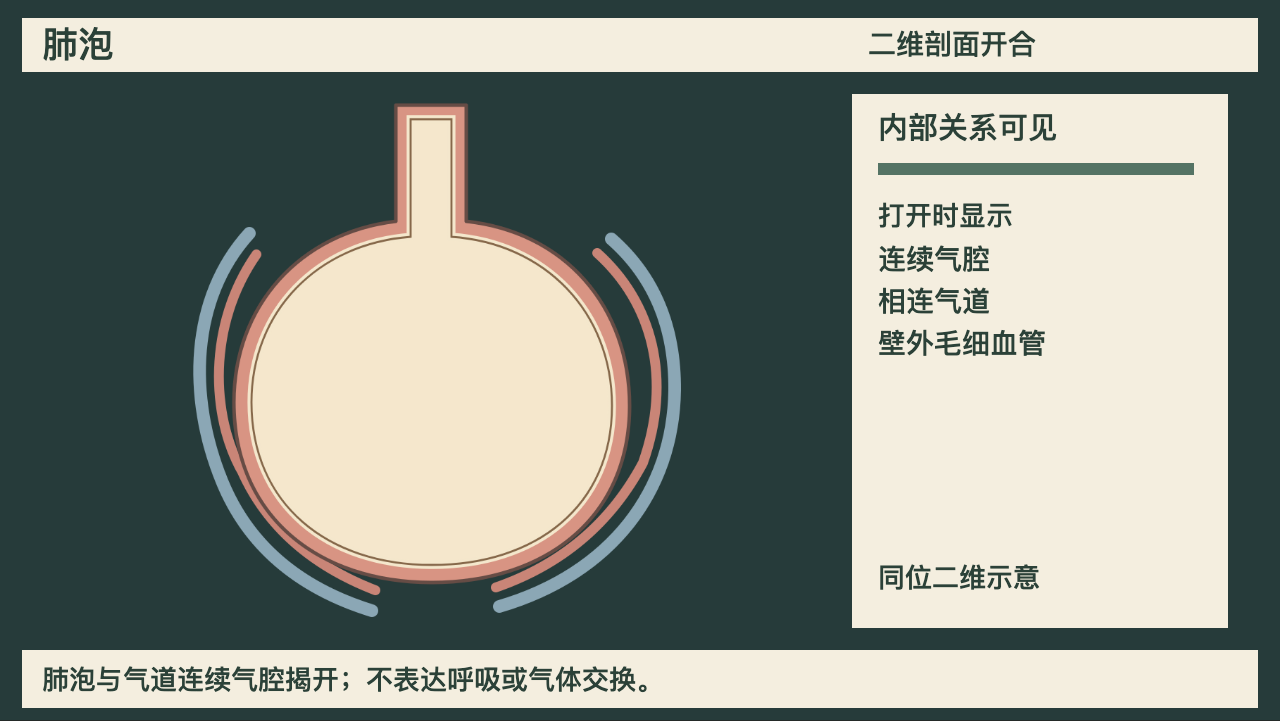 肺泡
二维剖面开合
内部关系可见
打开时显示
连续气腔
相连气道
壁外毛细血管
同位二维示意
肺泡与气道连续气腔揭开；不表达呼吸或气体交换。